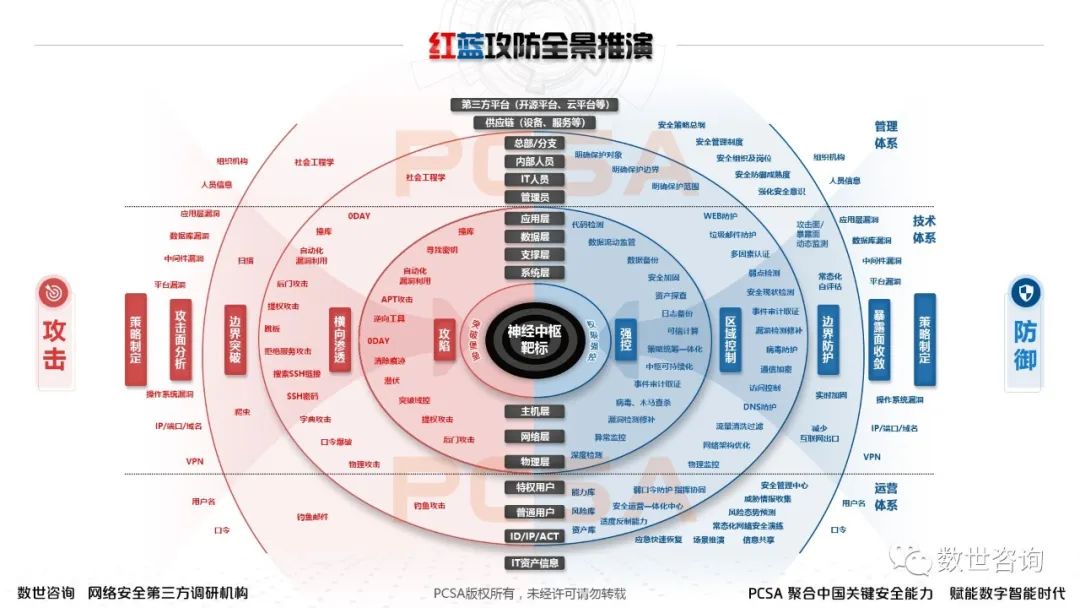 红蓝攻防全景推演
第三方平台（开源平台、云平台等）
供应链（设备、服务等）
总部/分支
内部人员
IT人员
管理员
应用层
数据层
支撑层
系统层
神经中枢
靶标
主机层
网络层
物理层
特权用户
普通用户
ID/IP/ACT
IT资产信息
攻击
策略制定
攻击面分析
边界突破
横向渗透
攻陷
组织机构
人员信息
社会工程学
社会工程学
应用层漏洞
数据库漏洞
中间件漏洞
平台漏洞
操作系统漏洞
IP/端口/域名
VPN
用户名
口令
扫描
爬虫
0DAY
撞库
自动化
漏洞利用
后门攻击
提权攻击
跳板
拒绝服务攻击
搜索SSH链接
SSH密码
字典攻击
口令爆破
物理攻击
钓鱼邮件
钓鱼攻击
撞库
寻找密钥
自动化
漏洞利用
APT攻击
逆向工具
0DAY
消除痕迹
潜伏
突破域控
提权攻击
后门攻击
防御
管理
体系
技术
体系
运营
体系
强控
区域控制
边界防护
暴露面收敛
策略制定
权限强控
安全策略总纲
明确保护对象
明确保护边界
明确保护范围
安全管理制度
安全组织及岗位
安全防御成熟度
强化安全意识
组织机构
人员信息
代码检测
数据流动监管
数据备份
安全加固
资产探查
日志备份
可信计算
策略统筹一体化
中枢可持续化
事件审计取证
病毒、木马查杀
漏洞检测修补
异常监控
深度检测
WEB防护
垃圾邮件防护
多因素认证
弱点检测
安全现状检测
事件审计取证
漏洞检测修补
病毒防护
通信加密
访问控制
DNS防护
流量清洗过滤
网络架构优化
物理监控
攻击面/
暴露面
动态监测
常态化
自评估
实时加固
减少
互联网出口
应用层漏洞
数据库漏洞
中间件漏洞
平台漏洞
操作系统漏洞
IP/端口/域名
VPN
用户名
口令
能力库
风险库
资产库
弱口令防护
指挥协同
安全运营一体化中心
适度反制能力
应急快速恢复
场景推演
信息共享
安全管理中心
威胁情报收集
风险态势预测
常态化网络安全演练
PCSA
PCSA
数世咨询
数世咨询 网络安全第三方调研机构
PCSA版权所有，未经许可请勿转载
PCSA 聚合中国关键安全能力 赋能数字智能时代